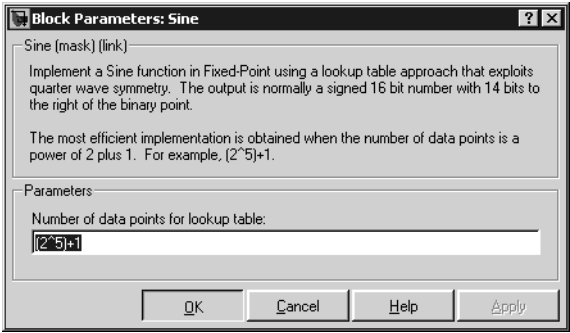 Block Parameters: Sine
Sine (mask) (link)
Implement a Sine function in Fixed-Point using a lookup table approach that exploits
quarter wave symmetry.  The output is normally a signed 16 bit number with 14 bits to
the right of the binary point.
The most efficient implementation is obtained when the number of data points is a
power of 2 plus 1.  For example, (2^5)+1.
Parameters
Number of data points for lookup table:
(2^5)+1
OK Cancel Help Apply